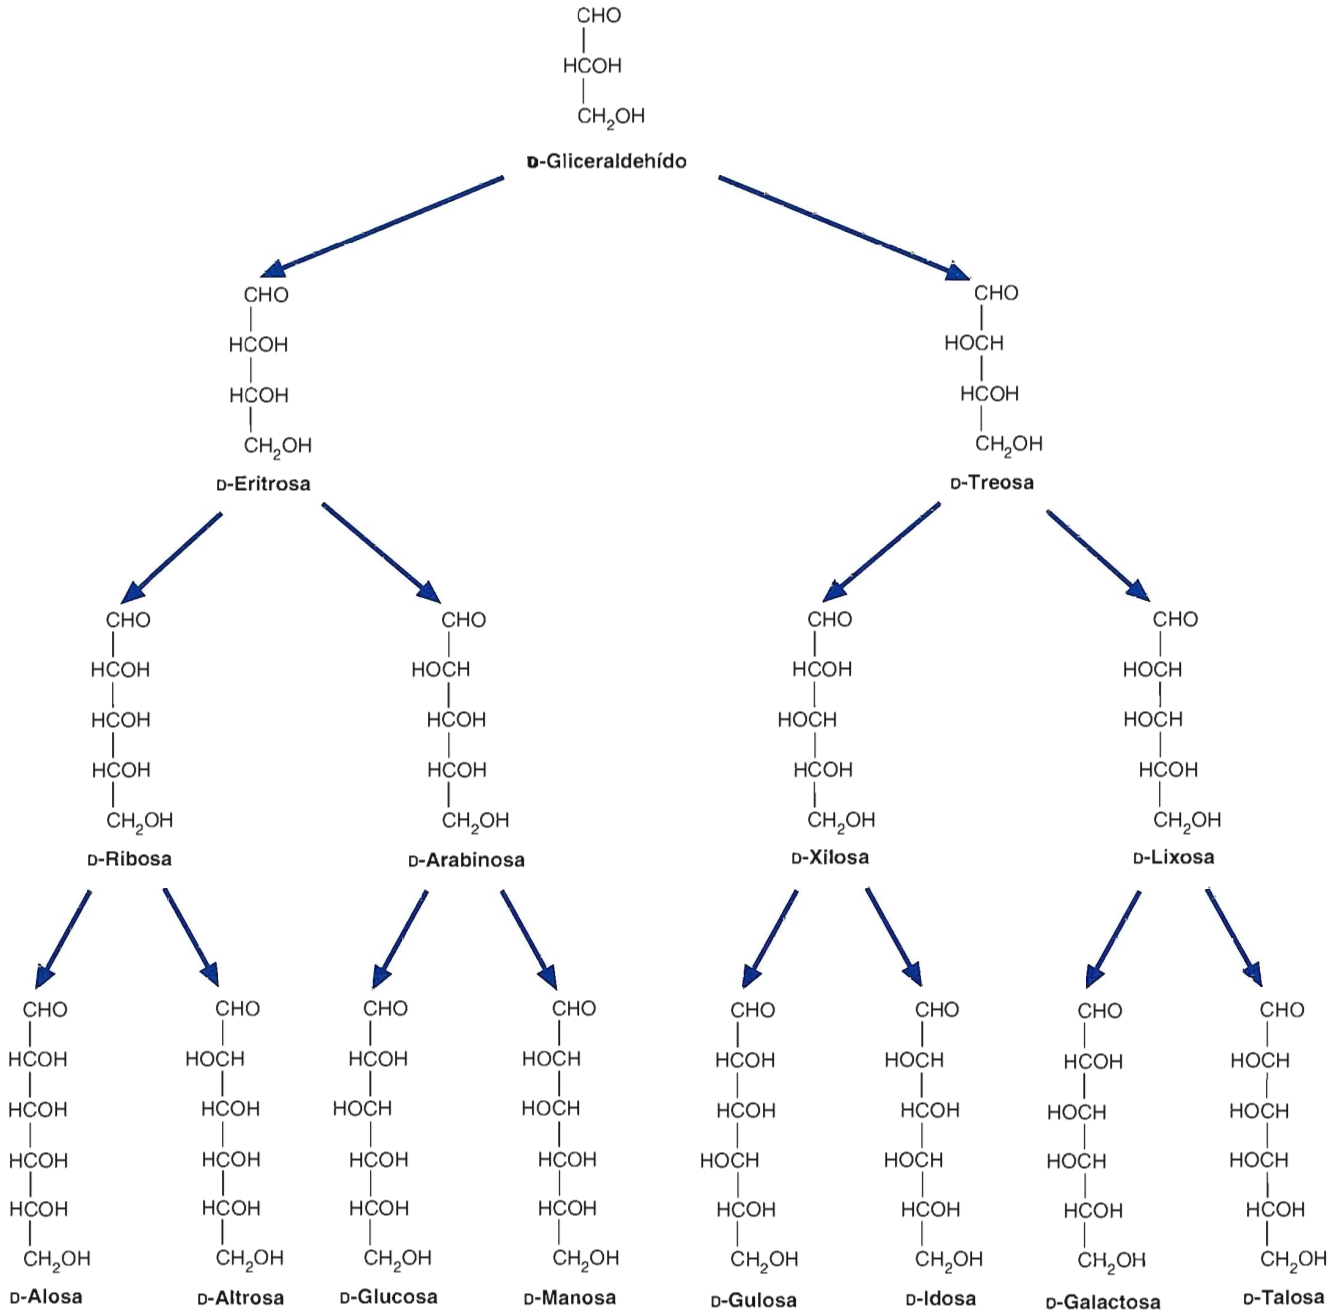 CHO
HCOH
CH₂OH
D-Gliceraldehído
CHO
HCOH
HCOH
CH₂OH
D-Eritrosa
CHO
HOCH
HCOH
CH₂OH
D-Treosa
CHO
HCOH
HCOH
HCOH
CH₂OH
D-Ribosa
CHO
HOCH
HCOH
HCOH
CH₂OH
D-Arabinosa
CHO
HCOH
HOCH
HCOH
CH₂OH
D-Xilosa
CHO
HOCH
HOCH
HCOH
CH₂OH
D-Lixosa
CHO
HCOH
HCOH
HCOH
HCOH
CH₂OH
D-Alosa
CHO
HOCH
HCOH
HCOH
HCOH
CH₂OH
D-Altrosa
CHO
HCOH
HOCH
HCOH
HCOH
CH₂OH
D-Glucosa
CHO
HOCH
HOCH
HCOH
HCOH
CH₂OH
D-Manosa
CHO
HCOH
HCOH
HOCH
HCOH
CH₂OH
D-Gulosa
CHO
HOCH
HCOH
HOCH
HCOH
CH₂OH
D-Idosa
CHO
HCOH
HOCH
HOCH
HCOH
CH₂OH
D-Galactosa
CHO
HOCH
HOCH
HOCH
HCOH
CH₂OH
D-Talosa